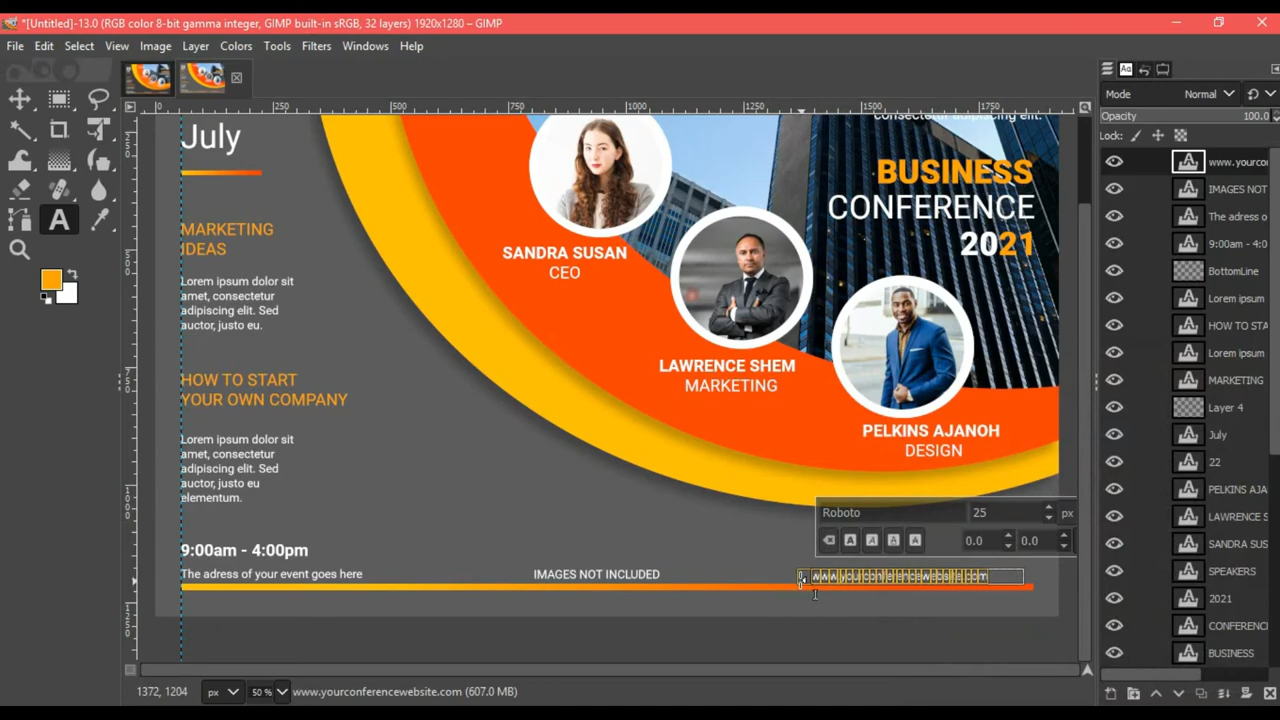 *[Untitled]-13.0 (RGB color 8-bit gamma integer, GIMP built-in sRGB, 32 layers) 1920x1280 – GIMP
File Edit Select View Image Layer Colors Tools Filters Windows Help
Mode Normal
Opacity 100.0
Lock:
0 250 500 750 1000 1250 1500 1750
consectetur adipiscing elit.
July
BUSINESS
CONFERENCE
2021
MARKETING
IDEAS
Lorem ipsum dolor sit
amet, consectetur
adipiscing elit. Sed
auctor, justo eu.
SANDRA SUSAN
CEO
LAWRENCE SHEM
MARKETING
PELKINS AJANOH
DESIGN
HOW TO START
YOUR OWN COMPANY
Lorem ipsum dolor sit
amet, consectetur
adipiscing elit. Sed
auctor, justo eu
elementum.
9:00am - 4:00pm
The adress of your event goes here
IMAGES NOT INCLUDED
www.yourconferencewebsite.com
Roboto 25 px
0.0 0.0
www.yourco
IMAGES NOT
The adress o
9:00am - 4:0
BottomLine
Lorem ipsum
HOW TO STA
Lorem ipsum
MARKETING
Layer 4
July
22
PELKINS AJA
LAWRENCE S
SANDRA SUS
SPEAKERS
2021
CONFERENCE
BUSINESS
1372, 1204 px 50 % www.yourconferencewebsite.com (607.0 MB)